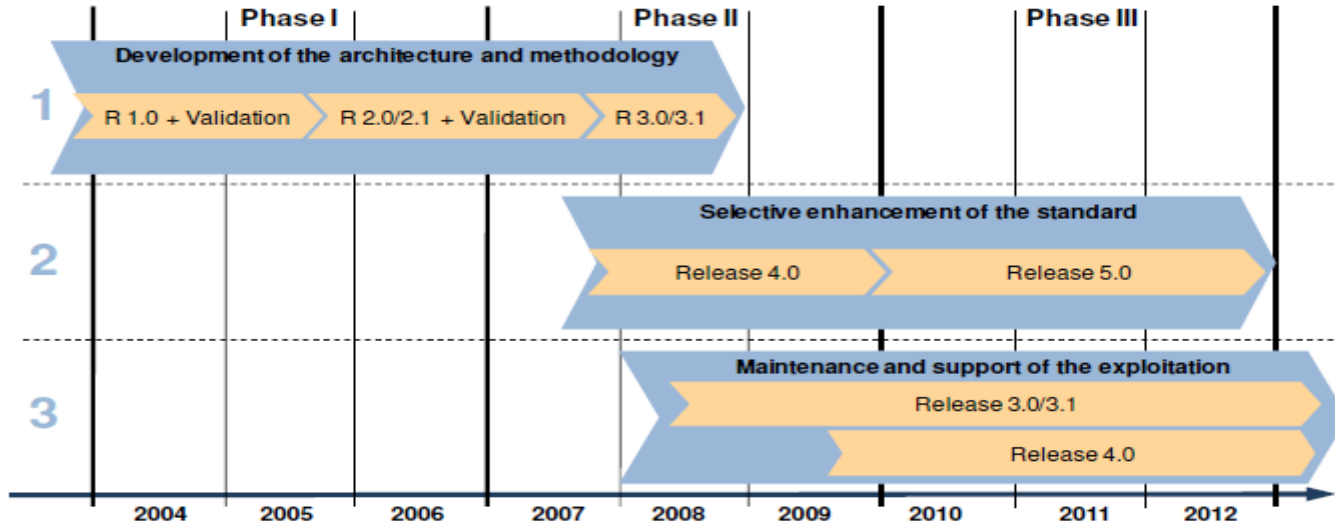 Phase I Phase II Phase III
1
Development of the architecture and methodology
R 1.0 + Validation R 2.0/2.1 + Validation R 3.0/3.1
2
Selective enhancement of the standard
Release 4.0 Release 5.0
3
Maintenance and support of the exploitation
Release 3.0/3.1
Release 4.0
2004 2005 2006 2007 2008 2009 2010 2011 2012